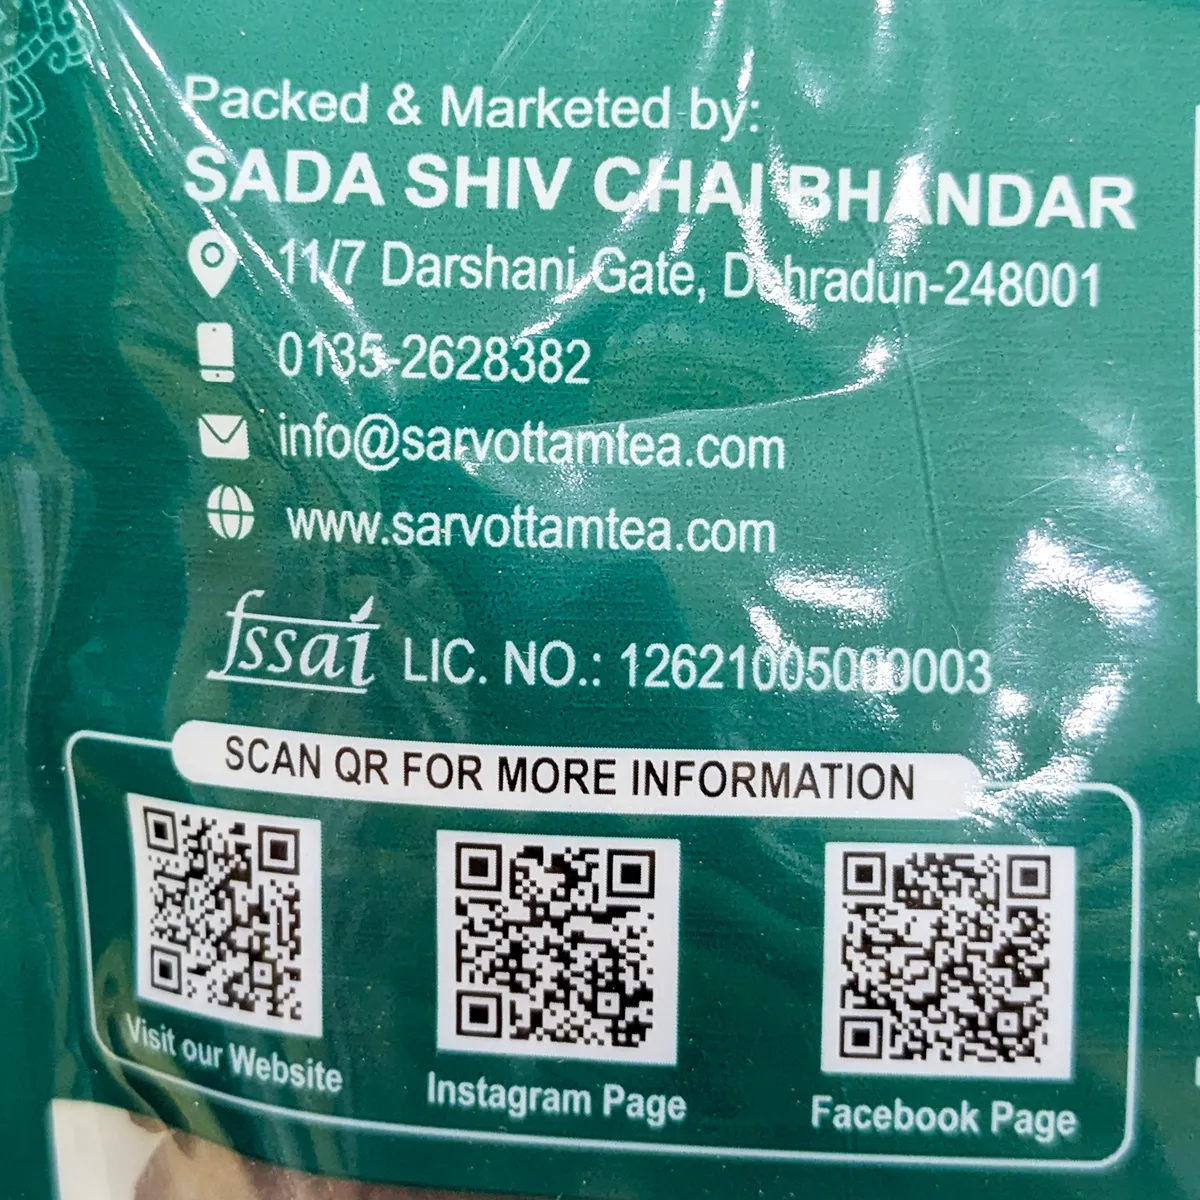 Packed & Marketed by:
SADA SHIV CHAI BHANDAR
11/7 Darshani Gate, Dehradun-248001
0135-2628382
info@sarvottamtea.com
www.sarvottamtea.com
fssai LIC. NO.: 12621005000003
SCAN QR FOR MORE INFORMATION
Visit our Website
Instagram Page
Facebook Page